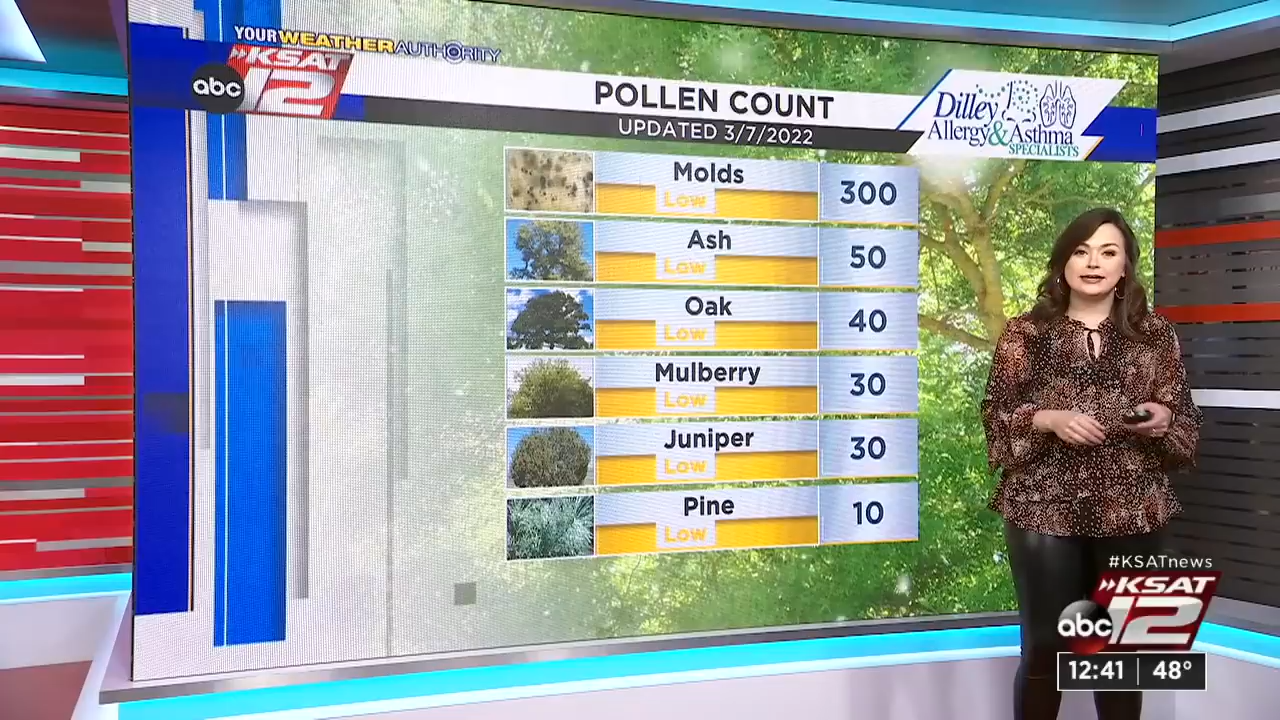 YOUR WEATHER AUTHORITY
»KSAT
abc 12
POLLEN COUNT
UPDATED 3/7/2022
Dilley
Allergy & Asthma
SPECIALISTS
Molds
Low
300
Ash
Low
50
Oak
Low
40
Mulberry
Low
30
Juniper
Low
30
Pine
Low
10
#KSATnews
»KSAT
abc 12
12:41 48°